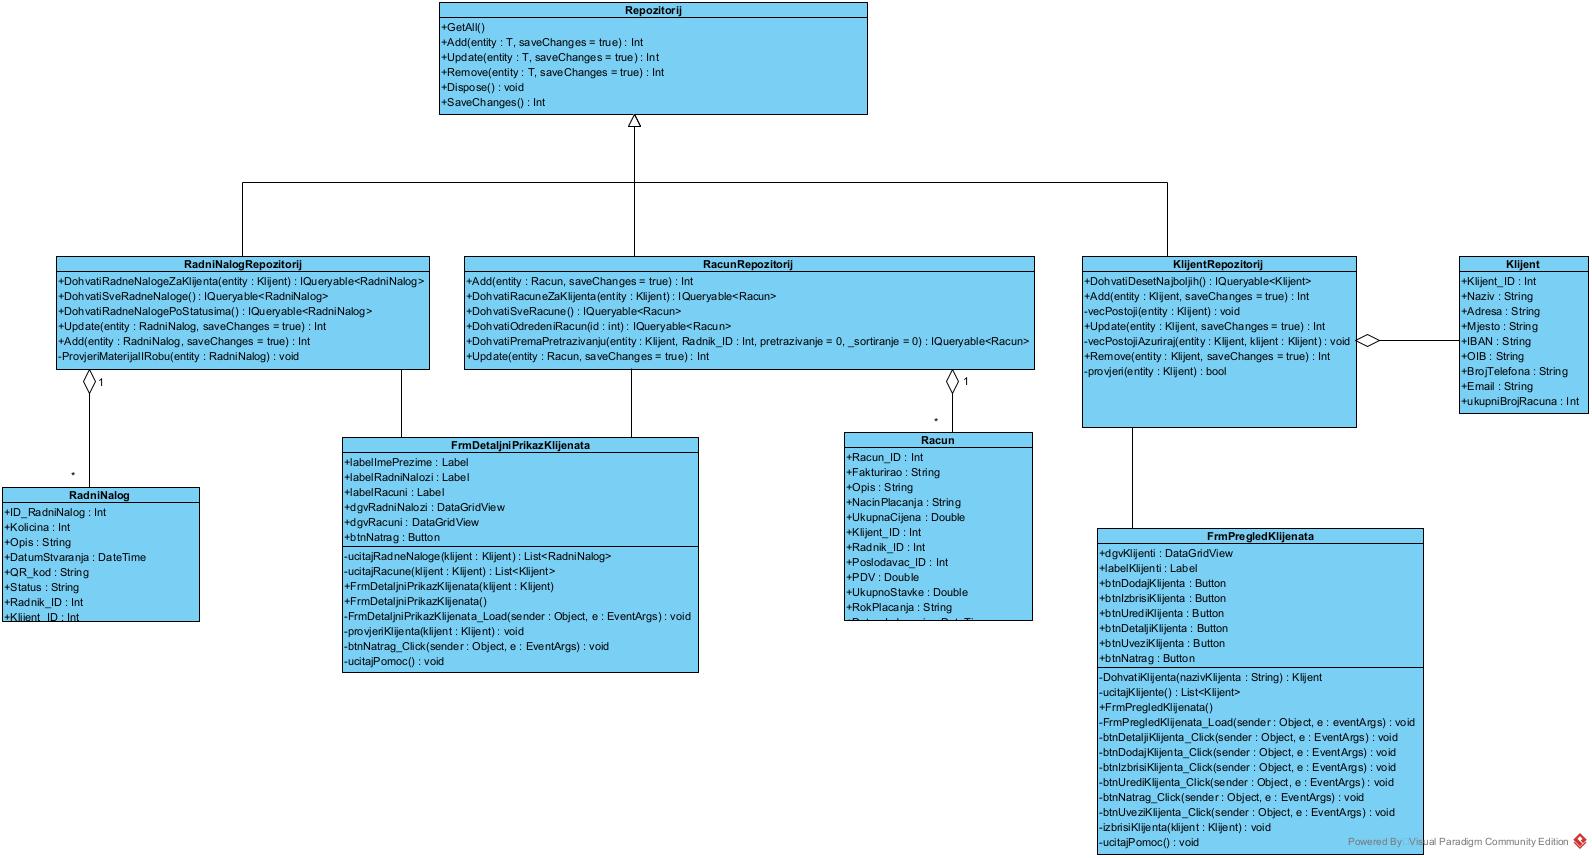 Repozitorij
+GetAll()
+Add(entity : T, saveChanges = true) : Int
+Update(entity : T, saveChanges = true) : Int
+Remove(entity : T, saveChanges = true) : Int
+Dispose() : void
+SaveChanges() : Int
RadniNalogRepozitorij
+DohvatiRadneNalogeZaKlijenta(entity : Klijent) : IQueryable<RadniNalog>
+DohvatiSveRadneNaloge() : IQueryable<RadniNalog>
+DohvatiRadneNalogePoStatusima() : IQueryable<RadniNalog>
+Update(entity : RadniNalog, saveChanges = true) : Int
+Add(entity : RadniNalog, saveChanges = true) : Int
-ProvjeriMaterijalIRobu(entity : RadniNalog) : void
RacunRepozitorij
+Add(entity : Racun, saveChanges = true) : Int
+DohvatiRacuneZaKlijenta(entity : Klijent) : IQueryable<Racun>
+DohvatiSveRacune() : IQueryable<Racun>
+DohvatiOdredeniRacun(id : int) : IQueryable<Racun>
+DohvatiPremaPretrazivanju(entity : Klijent, Radnik_ID : Int, pretrazivanje = 0, _sortiranje = 0) : IQueryable<Racun>
+Update(entity : Racun, saveChanges = true) : Int
KlijentRepozitorij
+DohvatiDesetNajboljih() : IQueryable<Klijent>
+Add(entity : Klijent, saveChanges = true) : Int
-vecPostoji(entity : Klijent) : void
+Update(entity : Klijent, saveChanges = true) : Int
-vecPostojiAzuriraj(entity : Klijent, klijent : Klijent) : void
+Remove(entity : Klijent, saveChanges = true) : Int
-provjeri(entity : Klijent) : bool
Klijent
+Klijent_ID : Int
+Naziv : String
+Adresa : String
+Mjesto : String
+IBAN : String
+OIB : String
+BrojTelefona : String
+Email : String
+ukupniBrojRacuna : Int
1
*
1
*
RadniNalog
+ID_RadniNalog : Int
+Kolicina : Int
+Opis : String
+DatumStvaranja : DateTime
+QR_kod : String
+Status : String
+Radnik_ID : Int
+Klijent_ID : Int
FrmDetaljniPrikazKlijenata
+labelImePrezime : Label
+labelRadniNalozi : Label
+labelRacuni : Label
+dgvRadniNalozi : DataGridView
+dgvRacuni : DataGridView
+btnNatrag : Button
-ucitajRadneNaloge(klijent : Klijent) : List<RadniNalog>
-ucitajRacune(klijent : Klijent) : List<Klijent>
+FrmDetaljniPrikazKlijenata(klijent : Klijent)
+FrmDetaljniPrikazKlijenata()
-FrmDetaljniPrikazKlijenata_Load(sender : Object, e : EventArgs) : void
-provjeriKlijenta(klijent : Klijent) : void
-btnNatrag_Click(sender : Object, e : EventArgs) : void
-ucitajPomoc() : void
Racun
+Racun_ID : Int
+Fakturirao : String
+Opis : String
+NacinPlacanja : String
+UkupnaCijena : Double
+Klijent_ID : Int
+Radnik_ID : Int
+Poslodavac_ID : Int
+PDV : Double
+UkupnoStavke : Double
+RokPlacanja : String
FrmPregledKlijenata
+dgvKlijenti : DataGridView
+labelKlijenti : Label
+btnDodajKlijenta : Button
+btnIzbrisiKlijenta : Button
+btnUrediKlijenta : Button
+btnDetaljiKlijenta : Button
+btnUveziKlijenta : Button
+btnNatrag : Button
-DohvatiKlijenta(nazivKlijenta : String) : Klijent
-ucitajKlijente() : List<Klijent>
+FrmPregledKlijenata()
-FrmPregledKlijenata_Load(sender : Object, e : eventArgs) : void
-btnDetaljiKlijenta_Click(sender : Object, e : EventArgs) : void
-btnDodajKlijenta_Click(sender : Object, e : EventArgs) : void
-btnIzbrisiKlijenta_Click(sender : Object, e : EventArgs) : void
-btnUrediKlijenta_Click(sender : Object, e : EventArgs) : void
-btnNatrag_Click(sender : Object, e : EventArgs) : void
-btnUveziKlijenta_Click(sender : Object, e : EventArgs) : void
-izbrisiKlijenta(klijent : Klijent) : void
-ucitajPomoc() : void
Powered By Visual Paradigm Community Edition